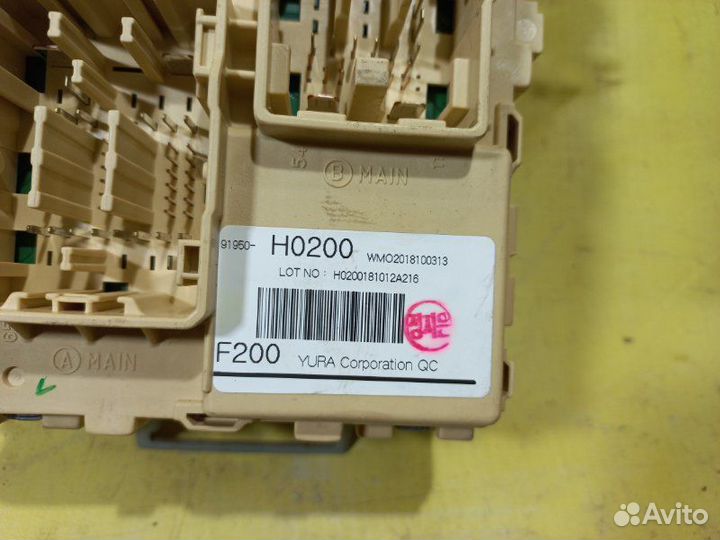 54
B MAIN
91950- H0200 WMO2018100313
LOT NO : H0200181012A216
F200 YURA Corporation QC
A MAIN
Avito